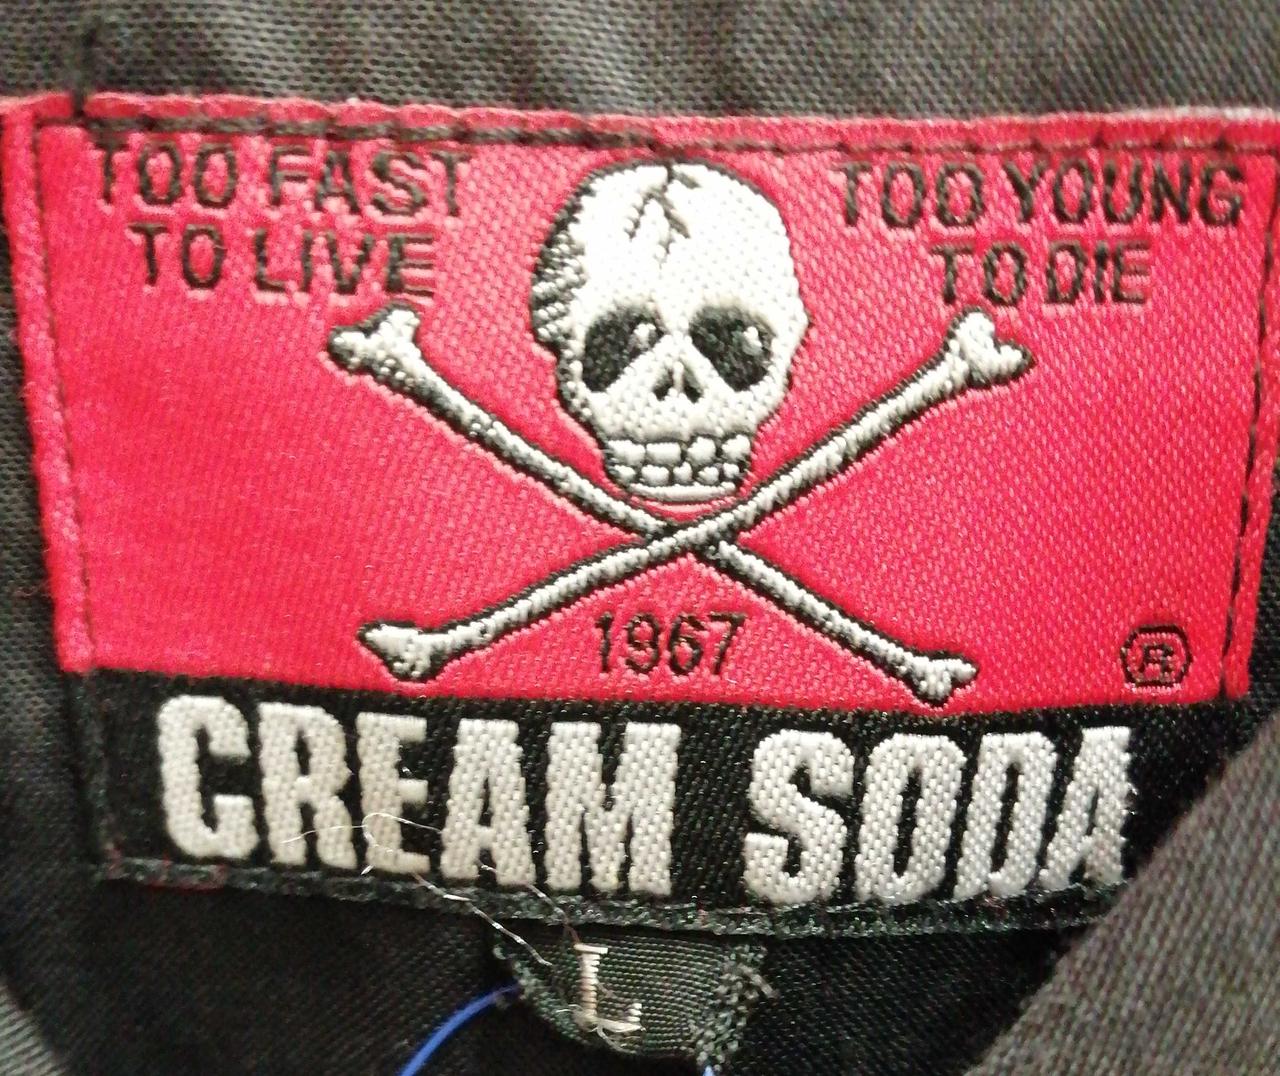 TOO FAST
TO LIVE
TOO YOUNG
TO DIE
1967
®
CREAM SODA
L